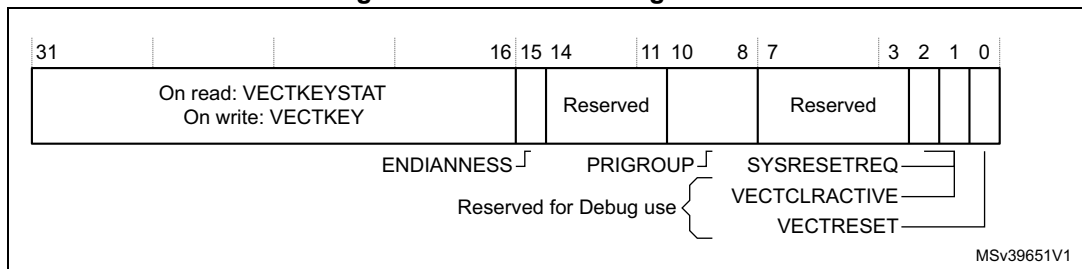 31 16 15 14 11 10 8 7 3 2 1 0
On read: VECTKEYSTAT
On write: VECTKEY
Reserved
Reserved
ENDIANNESS PRIGROUP SYSRESETREQ
Reserved for Debug use VECTCLRACTIVE
VECTRESET
MSv39651V1